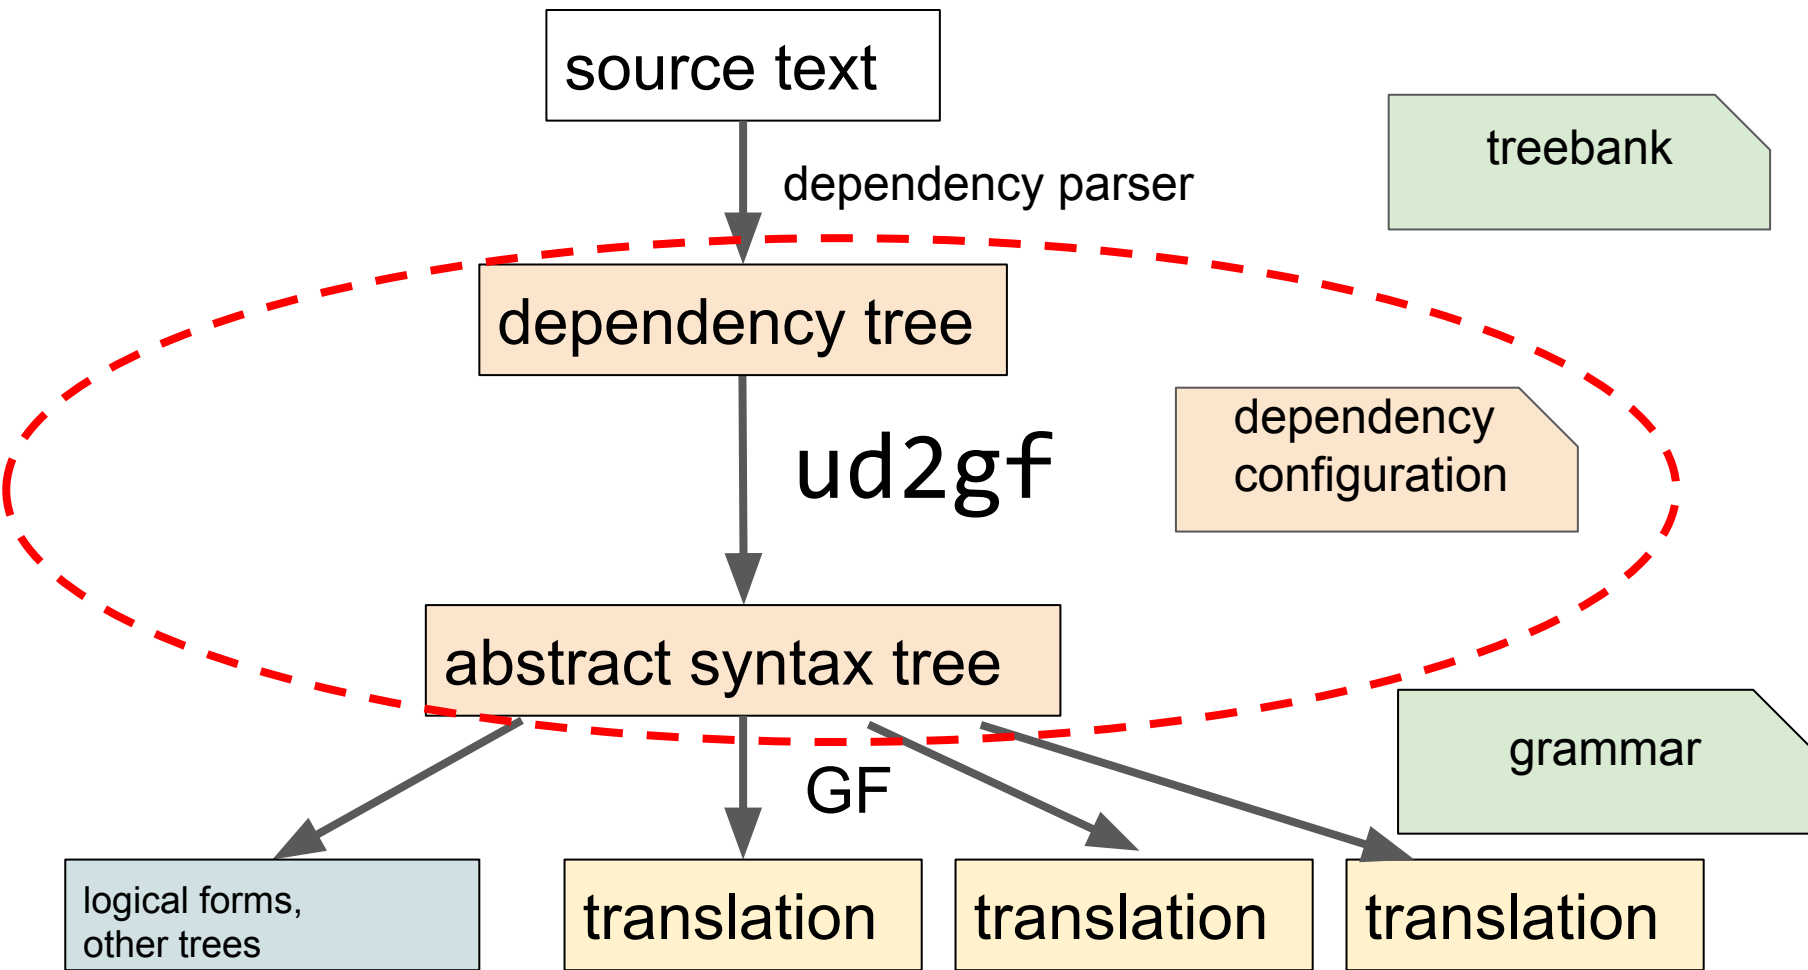 source text
treebank
dependency parser
dependency tree
dependency
configuration
ud2gf
abstract syntax tree
grammar
GF
logical forms,
other trees
translation
translation
translation